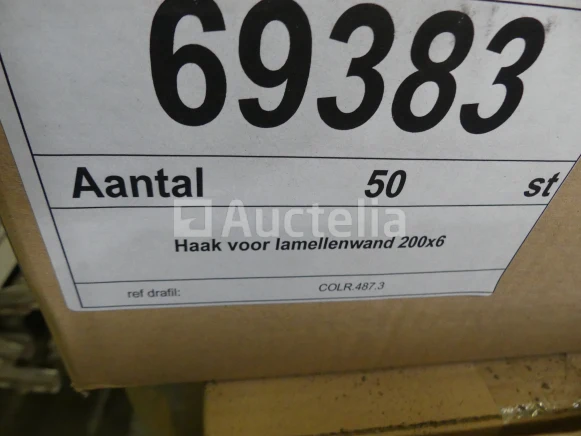 69383
Aantal 50 st
Auctelia
Haak voor lamellenwand 200x6
ref drafil: COLR.487.3